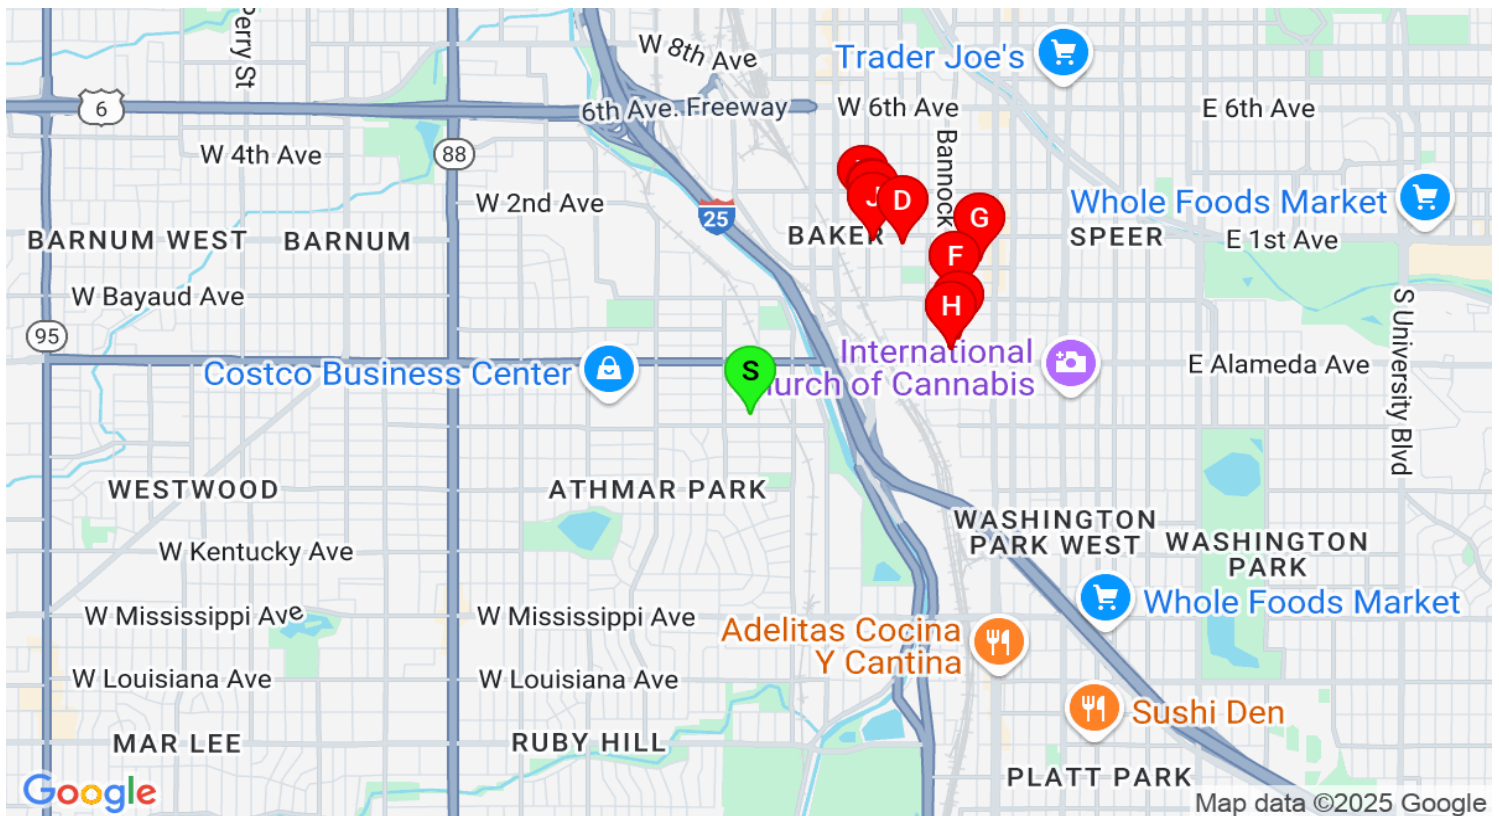 Perry St
W 8th Ave
Trader Joe's
6
6th Ave. Freeway
W 6th Ave
E 6th Ave
W 4th Ave
88
Bannock
W 2nd Ave
25
J
D
G
Whole Foods Market
BARNUM WEST
BARNUM
BAKER
SPEER
E 1st Ave
F
W Bayaud Ave
H
S University Blvd
95
International
Church of Cannabis
E Alameda Ave
Costco Business Center
S
WESTWOOD
ATHMAR PARK
WASHINGTON
PARK WEST
WASHINGTON
PARK
W Kentucky Ave
W Mississippi Ave
W Mississippi Ave
Whole Foods Market
Adelitas Cocina
Y Cantina
W Louisiana Ave
W Louisiana Ave
Sushi Den
MAR LEE
RUBY HILL
PLATT PARK
Google
Map data ©2025 Google